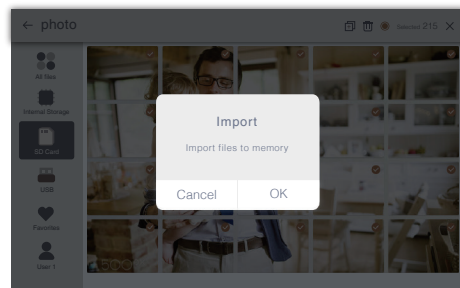 photo
Selected 215
All files
Internal Storage
SD Card
USB
Favorites
User 1
Import
Import files to memory
Cancel
OK